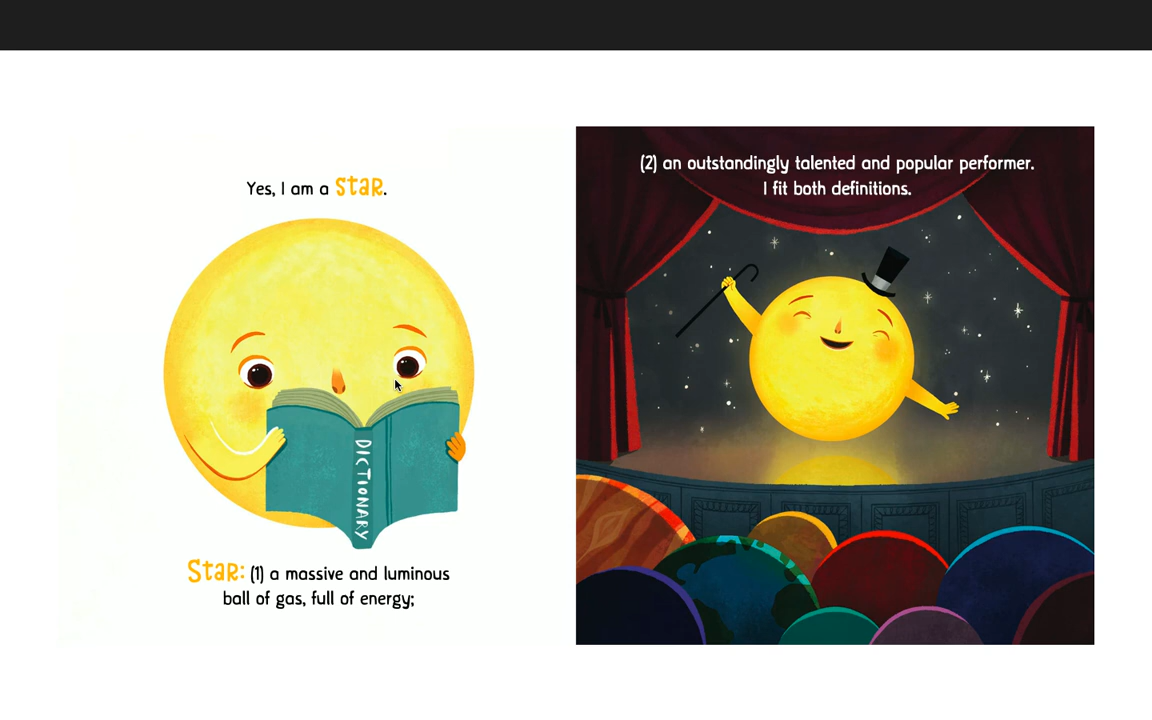 Yes, I am a STAR.
DICTIONARY
STAR: (1) a massive and luminous
ball of gas, full of energy;
(2) an outstandingly talented and popular performer.
I fit both definitions.